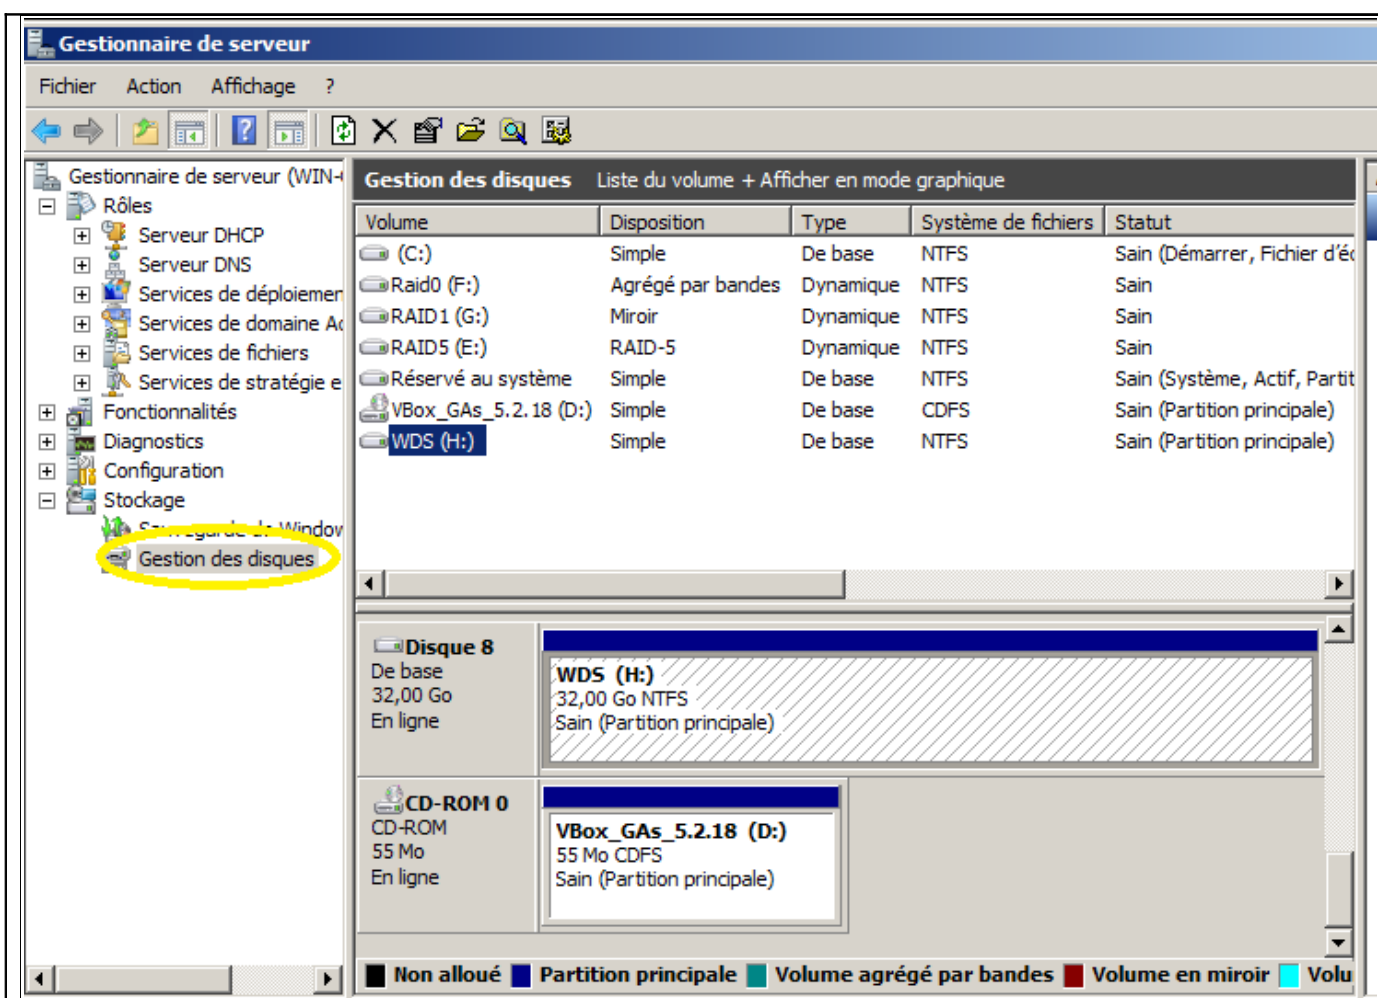 Gestionnaire de serveur
Fichier Action Affichage ?
Gestionnaire de serveur (WIN-
Rôles
Serveur DHCP
Serveur DNS
Services de déploiemen
Services de domaine Ac
Services de fichiers
Services de stratégie e
Fonctionnalités
Diagnostics
Configuration
Stockage
Sauvegarde de Window
Gestion des disques
Gestion des disques Liste du volume + Afficher en mode graphique
Volume Disposition Type Système de fichiers Statut
(C:) Simple De base NTFS Sain (Démarrer, Fichier d'éc
Raid0 (F:) Agrégé par bandes Dynamique NTFS Sain
RAID1 (G:) Miroir Dynamique NTFS Sain
RAID5 (E:) RAID-5 Dynamique NTFS Sain
Réservé au système Simple De base NTFS Sain (Système, Actif, Partit
VBox_GAs_5.2.18 (D:) Simple De base CDFS Sain (Partition principale)
WDS (H:) Simple De base NTFS Sain (Partition principale)
Disque 8
De base
32,00 Go
En ligne
WDS (H:)
32,00 Go NTFS
Sain (Partition principale)
CD-ROM 0
CD-ROM
55 Mo
En ligne
VBox_GAs_5.2.18 (D:)
55 Mo CDFS
Sain (Partition principale)
Non alloué Partition principale Volume agrégé par bandes Volume en miroir Volu